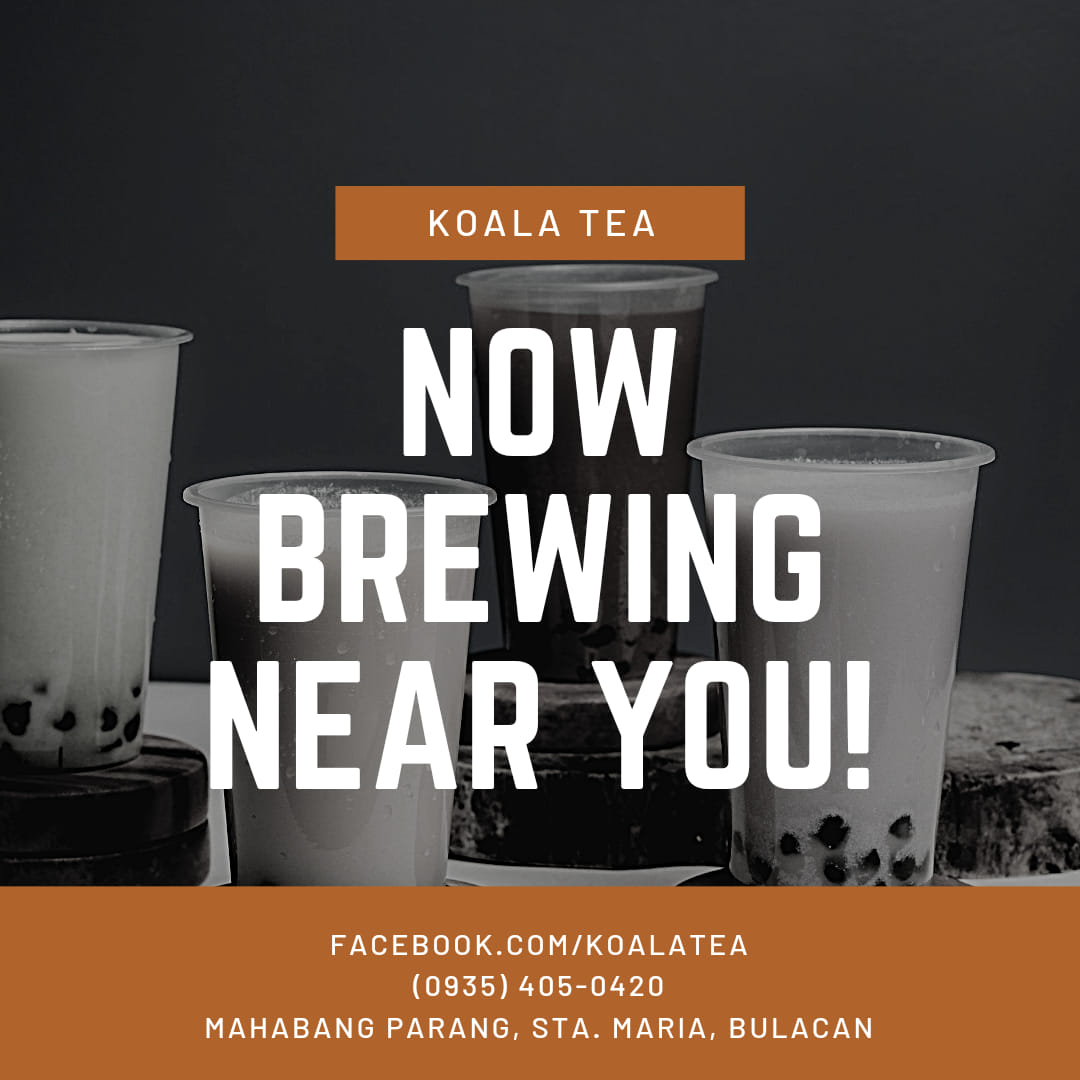 KOALA TEA
NOW
BREWING
NEAR YOU!
FACEBOOK.COM/KOALATEA
(0935) 405-0420
MAHABANG PARANG, STA. MARIA, BULACAN